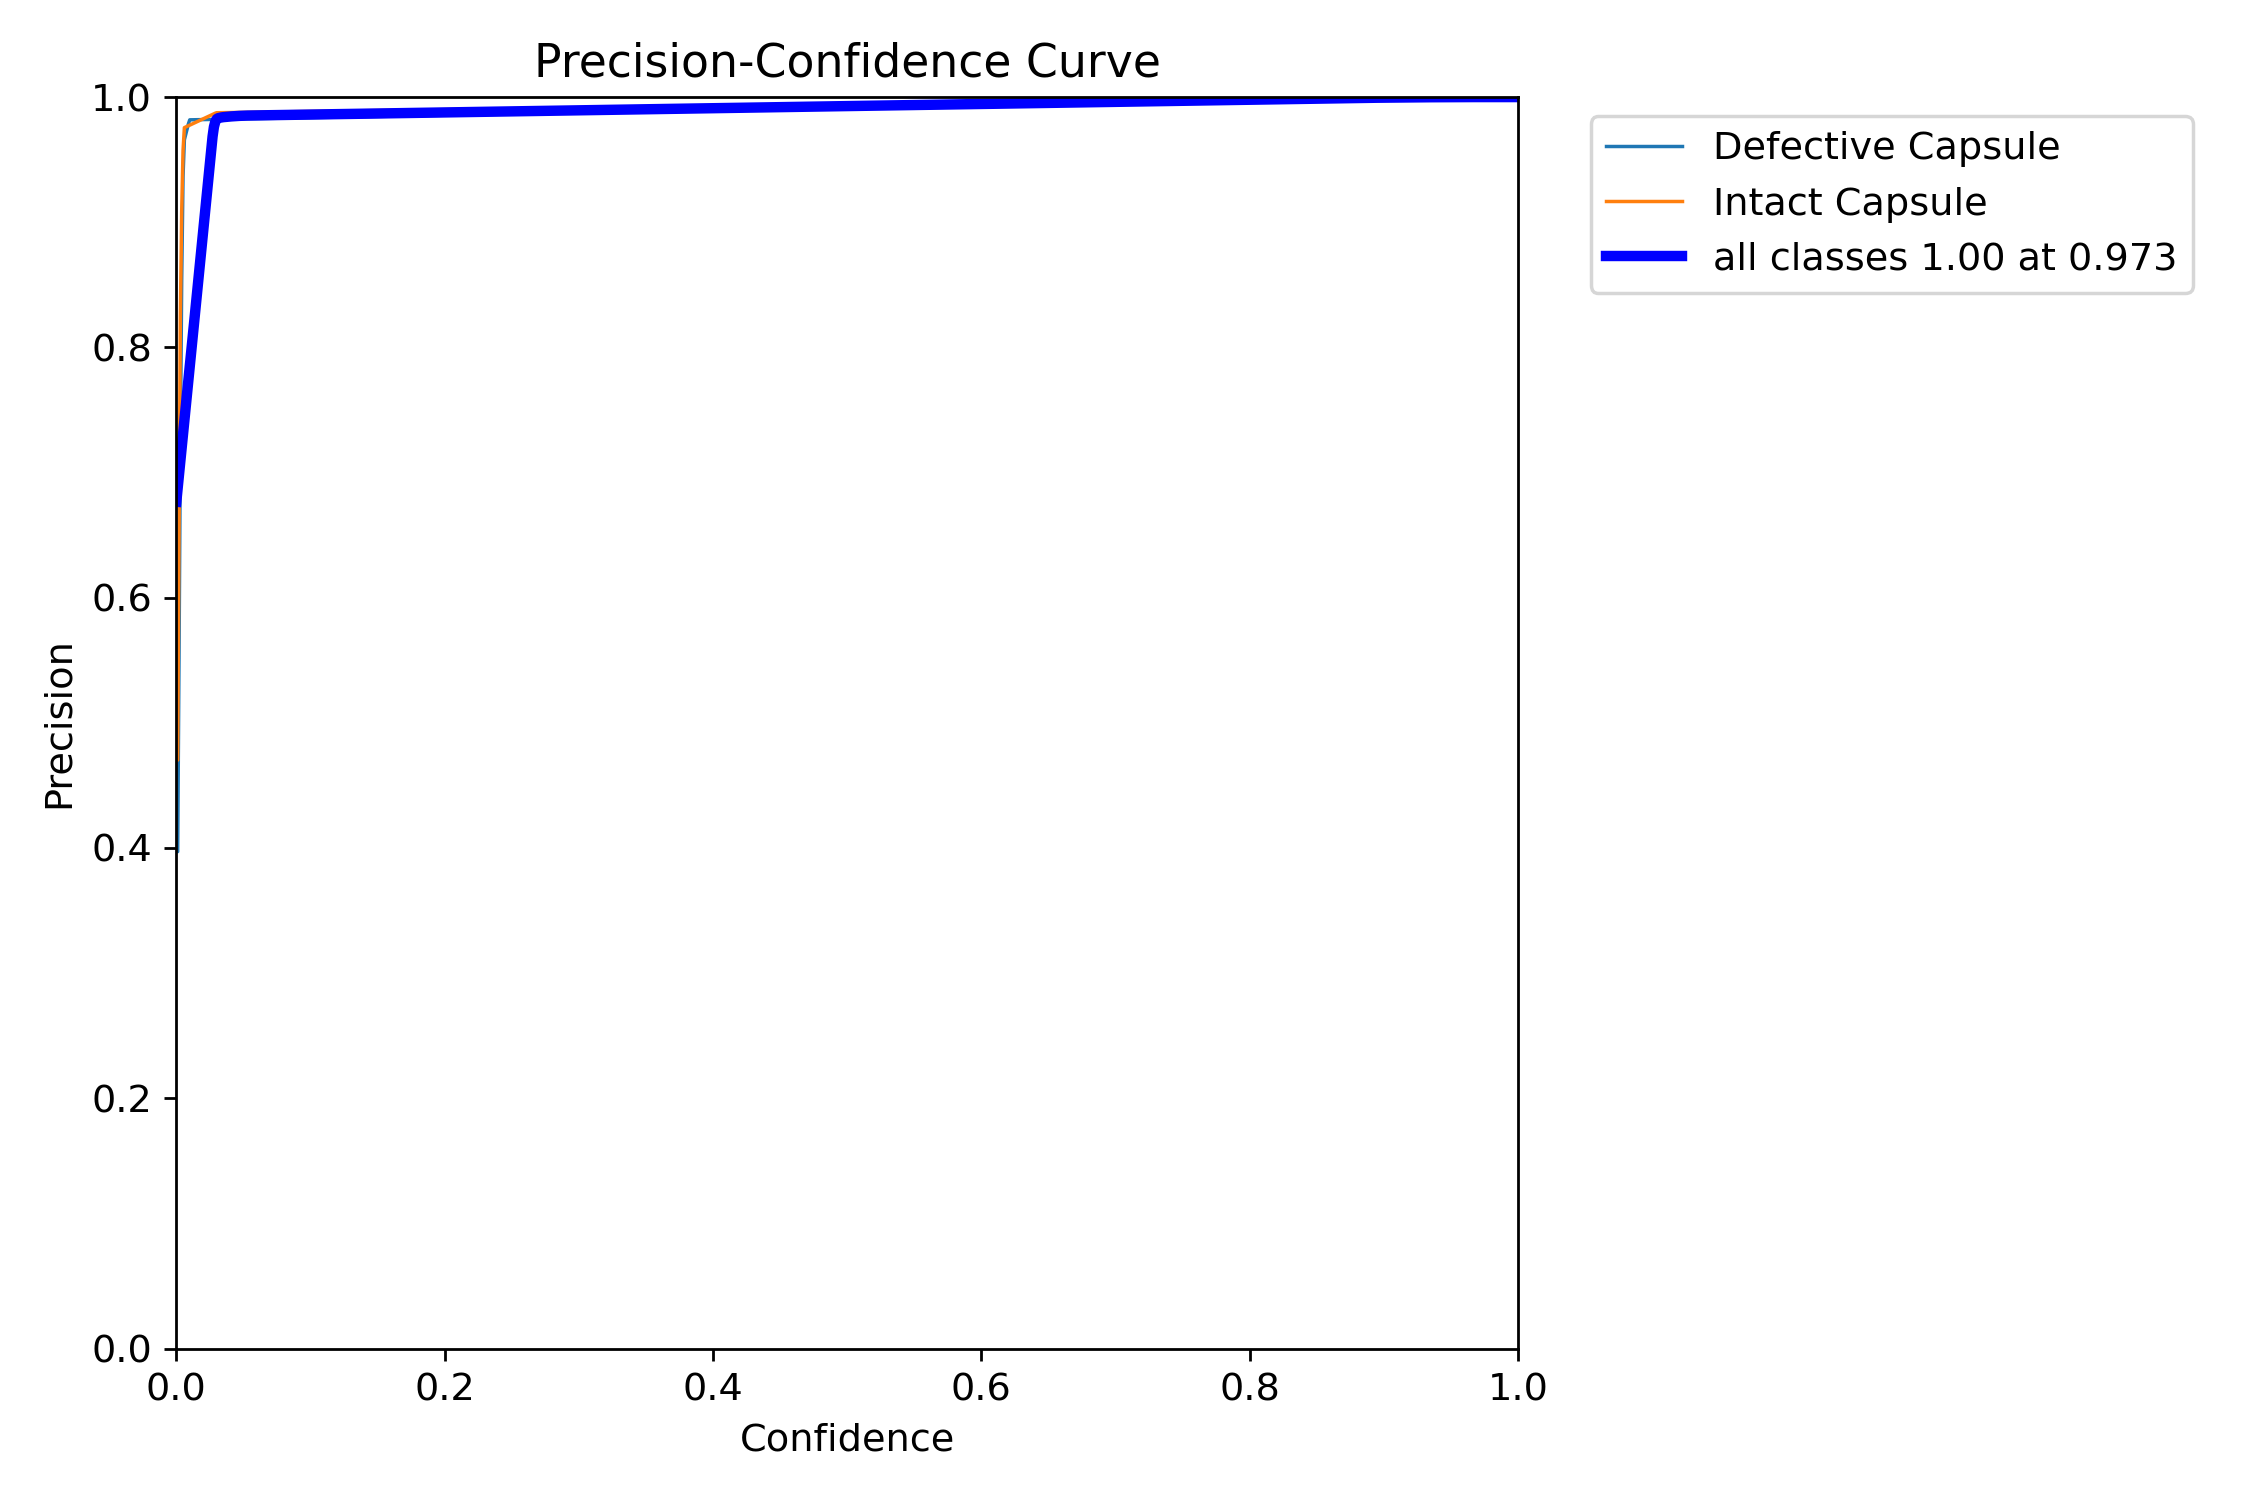 Precision-Confidence Curve
1.0
0.8
0.6
0.4
0.2
0.0
Precision
0.0 0.2 0.4 0.6 0.8 1.0
Confidence
Defective Capsule
Intact Capsule
all classes 1.00 at 0.973